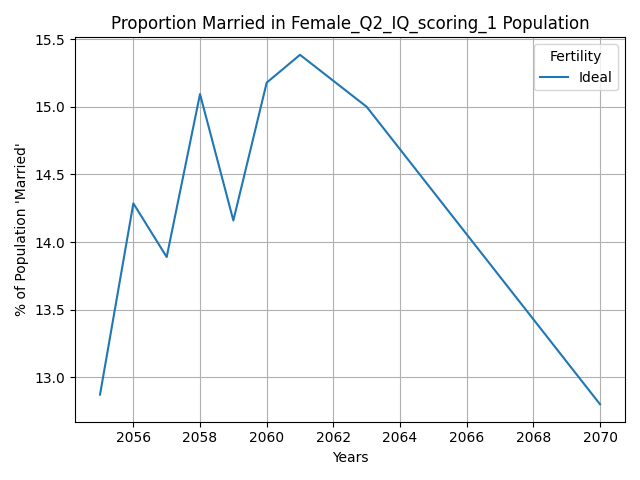 Proportion Married in Female_Q2_IQ_scoring_1 Population
Fertility
Ideal
% of Population 'Married'
15.5
15.0
14.5
14.0
13.5
13.0
2056 2058 2060 2062 2064 2066 2068 2070
Years